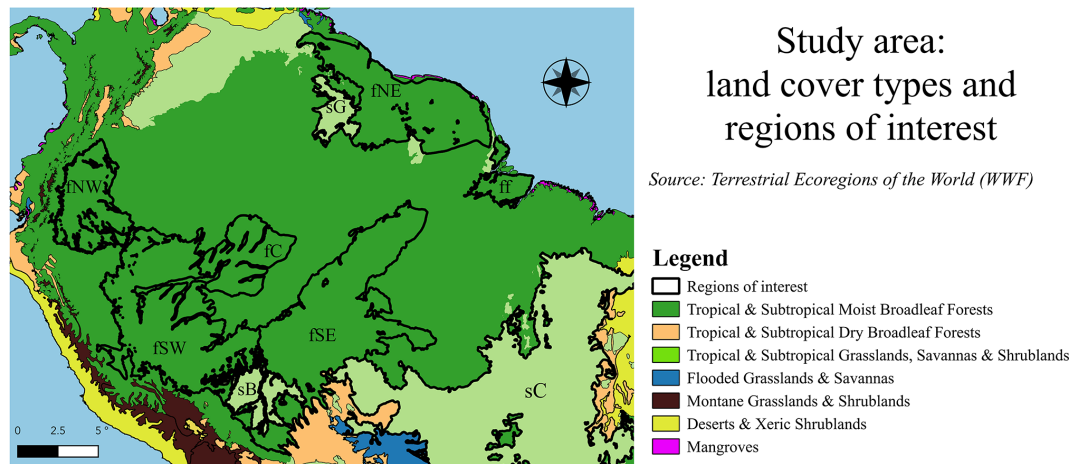 Study area:
land cover types and
regions of interest
Source: Terrestrial Ecoregions of the World (WWF)
fNE
sG
fNW
ff
fC
fSW
fSE
sB
sC
0 2.5 5 °
Legend
Regions of interest
Tropical & Subtropical Moist Broadleaf Forests
Tropical & Subtropical Dry Broadleaf Forests
Tropical & Subtropical Grasslands, Savannas & Shrublands
Flooded Grasslands & Savannas
Montane Grasslands & Shrublands
Deserts & Xeric Shrublands
Mangroves